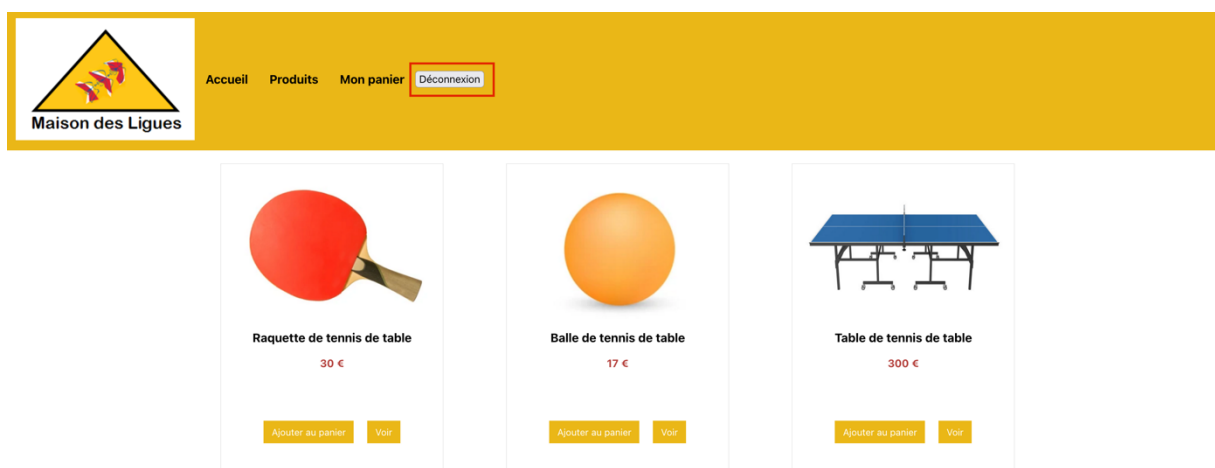 Maison des Ligues
Accueil Produits Mon panier Déconnexion
Raquette de tennis de table
30 €
Ajouter au panier Voir
Balle de tennis de table
17 €
Ajouter au panier Voir
Table de tennis de table
300 €
Ajouter au panier Voir